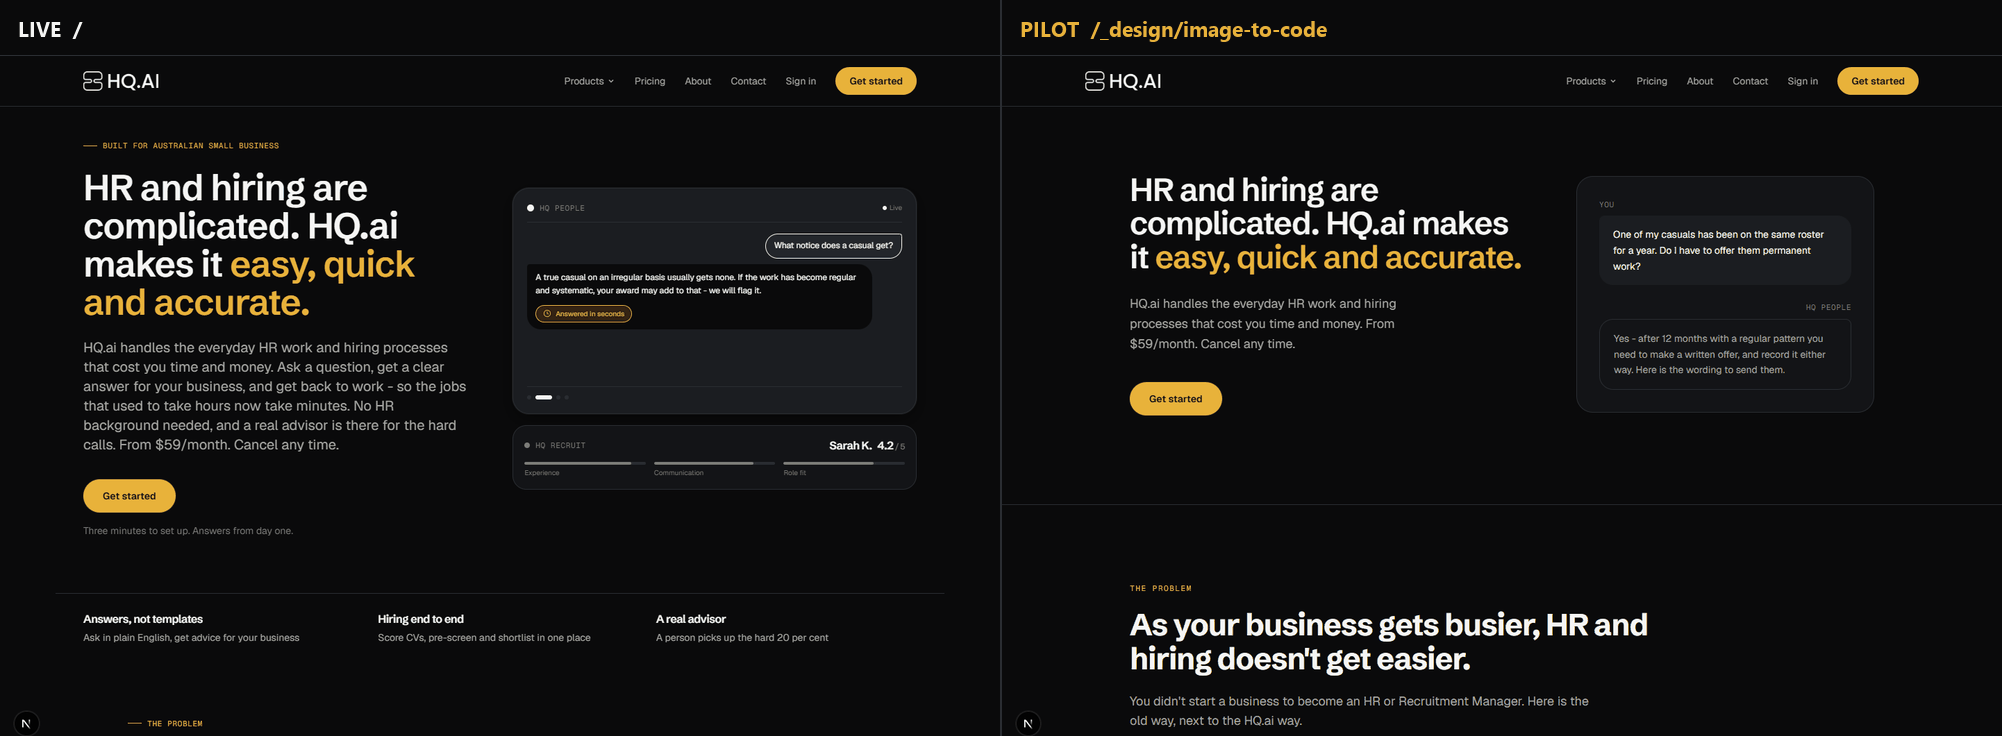 LIVE /
HQ.AI
Products
Pricing
About
Contact
Sign in
Get started
BUILT FOR AUSTRALIAN SMALL BUSINESS
HR and hiring are
complicated. HQ.ai
makes it easy, quick
and accurate.
HQ.ai handles the everyday HR work and hiring processes
that cost you time and money. Ask a question, get a clear
answer for your business, and get back to work - so the jobs
that used to take hours now take minutes. No HR
background needed, and a real advisor is there for the hard
calls. From $59/month. Cancel any time.
Get started
Three minutes to set up. Answers from day one.
HQ PEOPLE
Live
What notice does a casual get?
A true casual on an irregular basis usually gets none. If the work has become regular
and systematic, your award may add to that - we will flag it.
Answered in seconds
HQ RECRUIT
Sarah K. 4.2 / 5
Experience
Communication
Role fit
Answers, not templates
Ask in plain English, get advice for your business
Hiring end to end
Score CVs, pre-screen and shortlist in one place
A real advisor
A person picks up the hard 20 per cent
N
THE PROBLEM
PILOT /_design/image-to-code
HQ.AI
Products
Pricing
About
Contact
Sign in
Get started
HR and hiring are
complicated. HQ.ai makes
it easy, quick and accurate.
HQ.ai handles the everyday HR work and hiring
processes that cost you time and money. From
$59/month. Cancel any time.
Get started
YOU
One of my casuals has been on the same roster
for a year. Do I have to offer them permanent
work?
HQ PEOPLE
Yes - after 12 months with a regular pattern you
need to make a written offer, and record it either
way. Here is the wording to send them.
THE PROBLEM
As your business gets busier, HR and
hiring doesn't get easier.
You didn't start a business to become an HR or Recruitment Manager. Here is the
old way, next to the HQ.ai way.
N